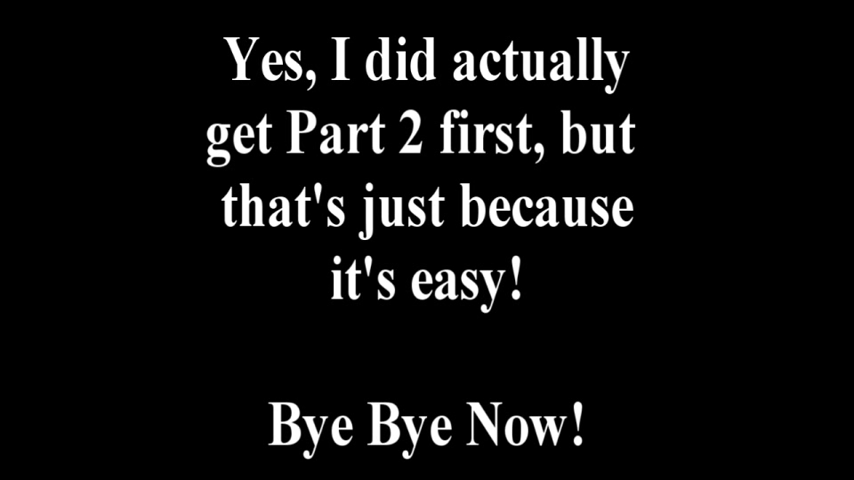 Yes, I did actually
get Part 2 first, but
that's just because
it's easy!
Bye Bye Now!